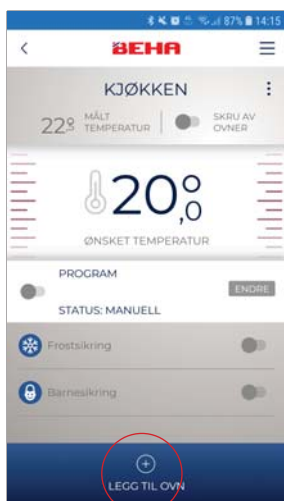 87% 14:15
BEHA
KJØKKEN
22,9° MÅLT TEMPERATUR
SKRU AV OVNER
20,0°
ØNSKET TEMPERATUR
PROGRAM
ENDRE
STATUS: MANUELL
Frostsikring
Barnesikring
LEGG TIL OVN